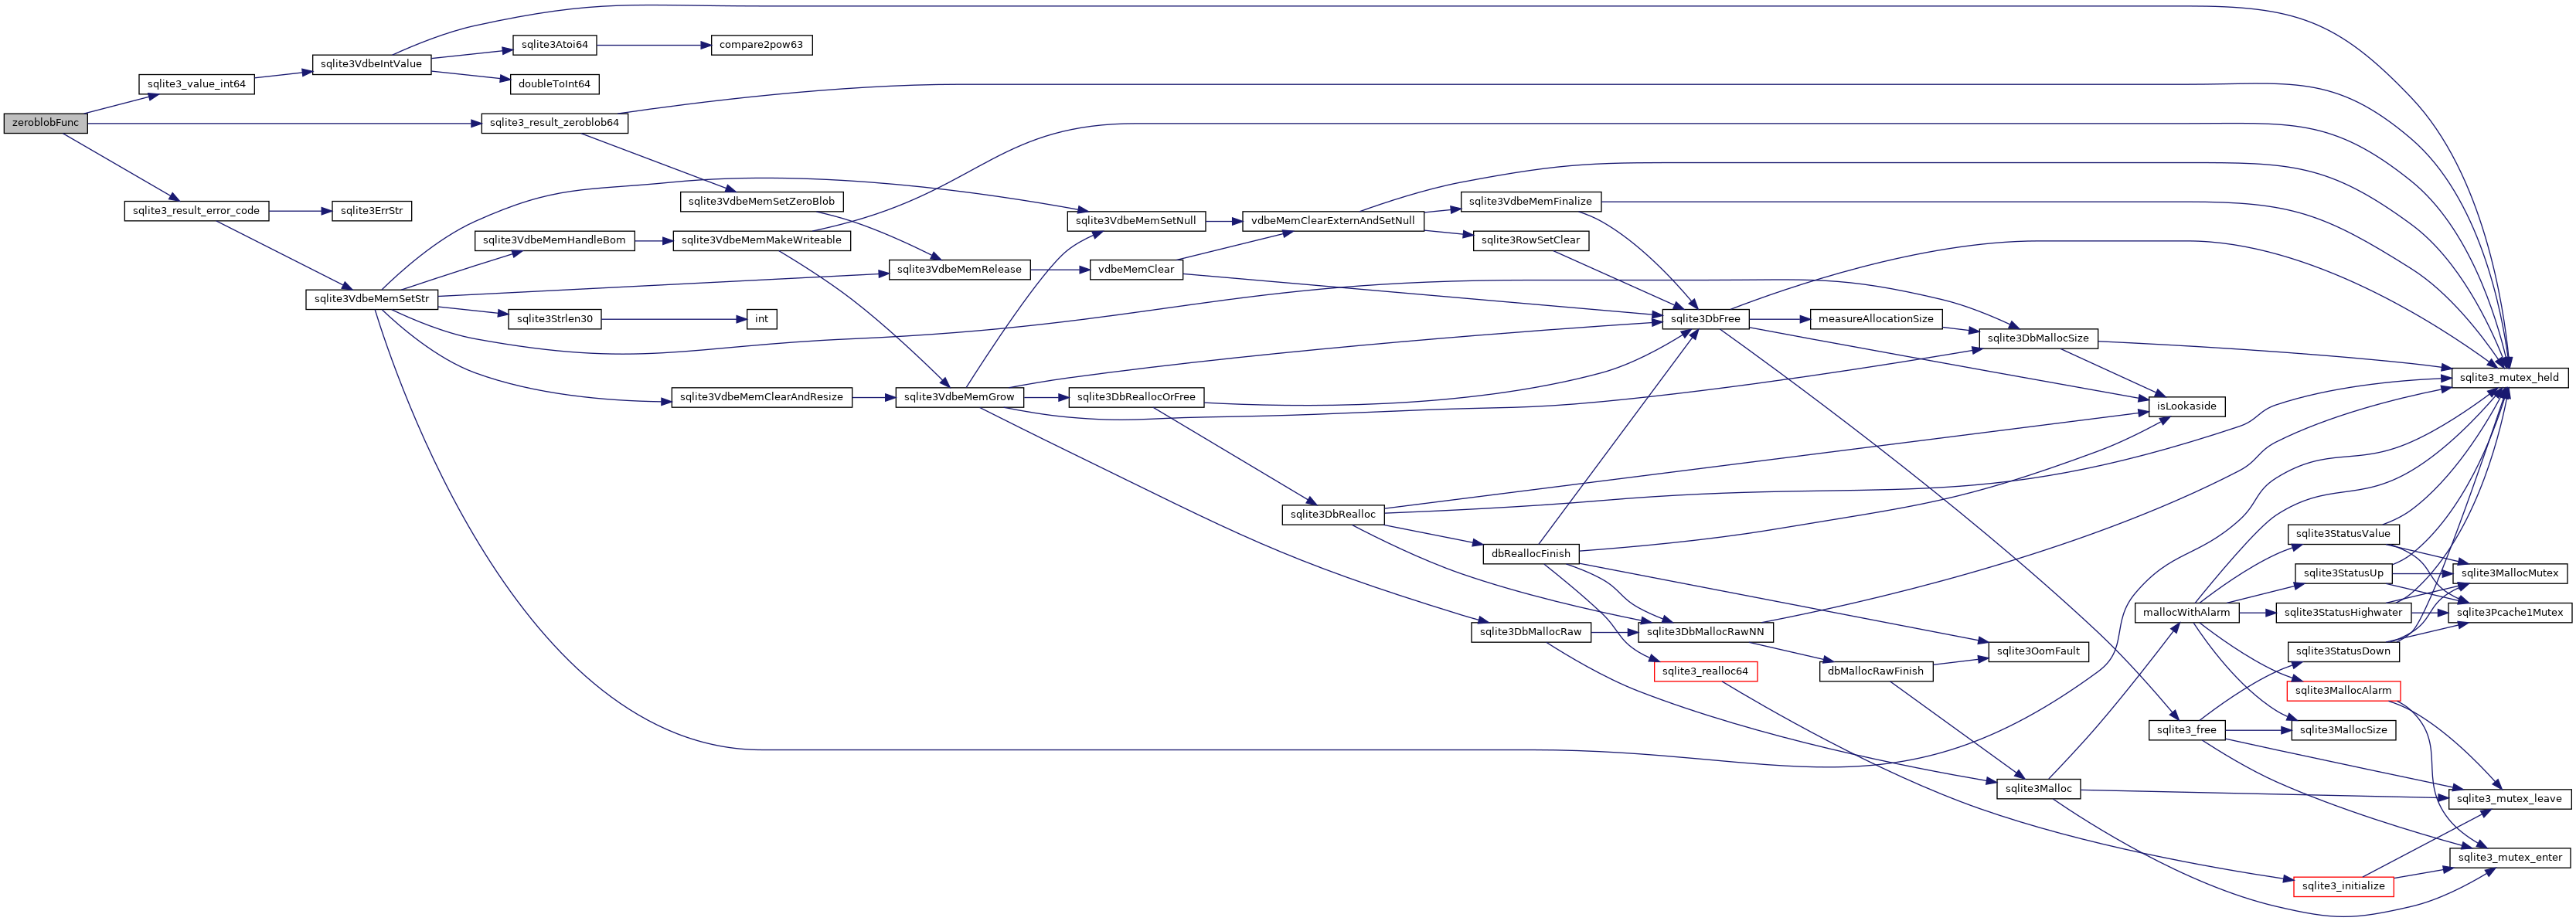 zeroblobFunc
sqlite3_value_int64
sqlite3VdbeIntValue
sqlite3Atoi64
compare2pow63
doubleToInt64
sqlite3_result_zeroblob64
sqlite3_result_error_code
sqlite3ErrStr
sqlite3VdbeMemSetStr
sqlite3VdbeMemHandleBom
sqlite3VdbeMemSetZeroBlob
sqlite3VdbeMemMakeWriteable
sqlite3VdbeMemRelease
sqlite3Strlen30
int
sqlite3VdbeMemClearAndResize
sqlite3VdbeMemGrow
sqlite3VdbeMemSetNull
vdbeMemClear
sqlite3DbReallocOrFree
vdbeMemClearExternAndSetNull
sqlite3VdbeMemFinalize
sqlite3RowSetClear
sqlite3DbFree
measureAllocationSize
sqlite3DbMallocSize
sqlite3_mutex_held
isLookaside
sqlite3DbRealloc
dbReallocFinish
sqlite3DbMallocRaw
sqlite3DbMallocRawNN
sqlite3_realloc64
dbMallocRawFinish
sqlite3OomFault
sqlite3Malloc
mallocWithAlarm
sqlite3StatusValue
sqlite3StatusUp
sqlite3StatusHighwater
sqlite3StatusDown
sqlite3MallocMutex
sqlite3Pcache1Mutex
sqlite3MallocAlarm
sqlite3_free
sqlite3MallocSize
sqlite3_mutex_leave
sqlite3_mutex_enter
sqlite3_initialize